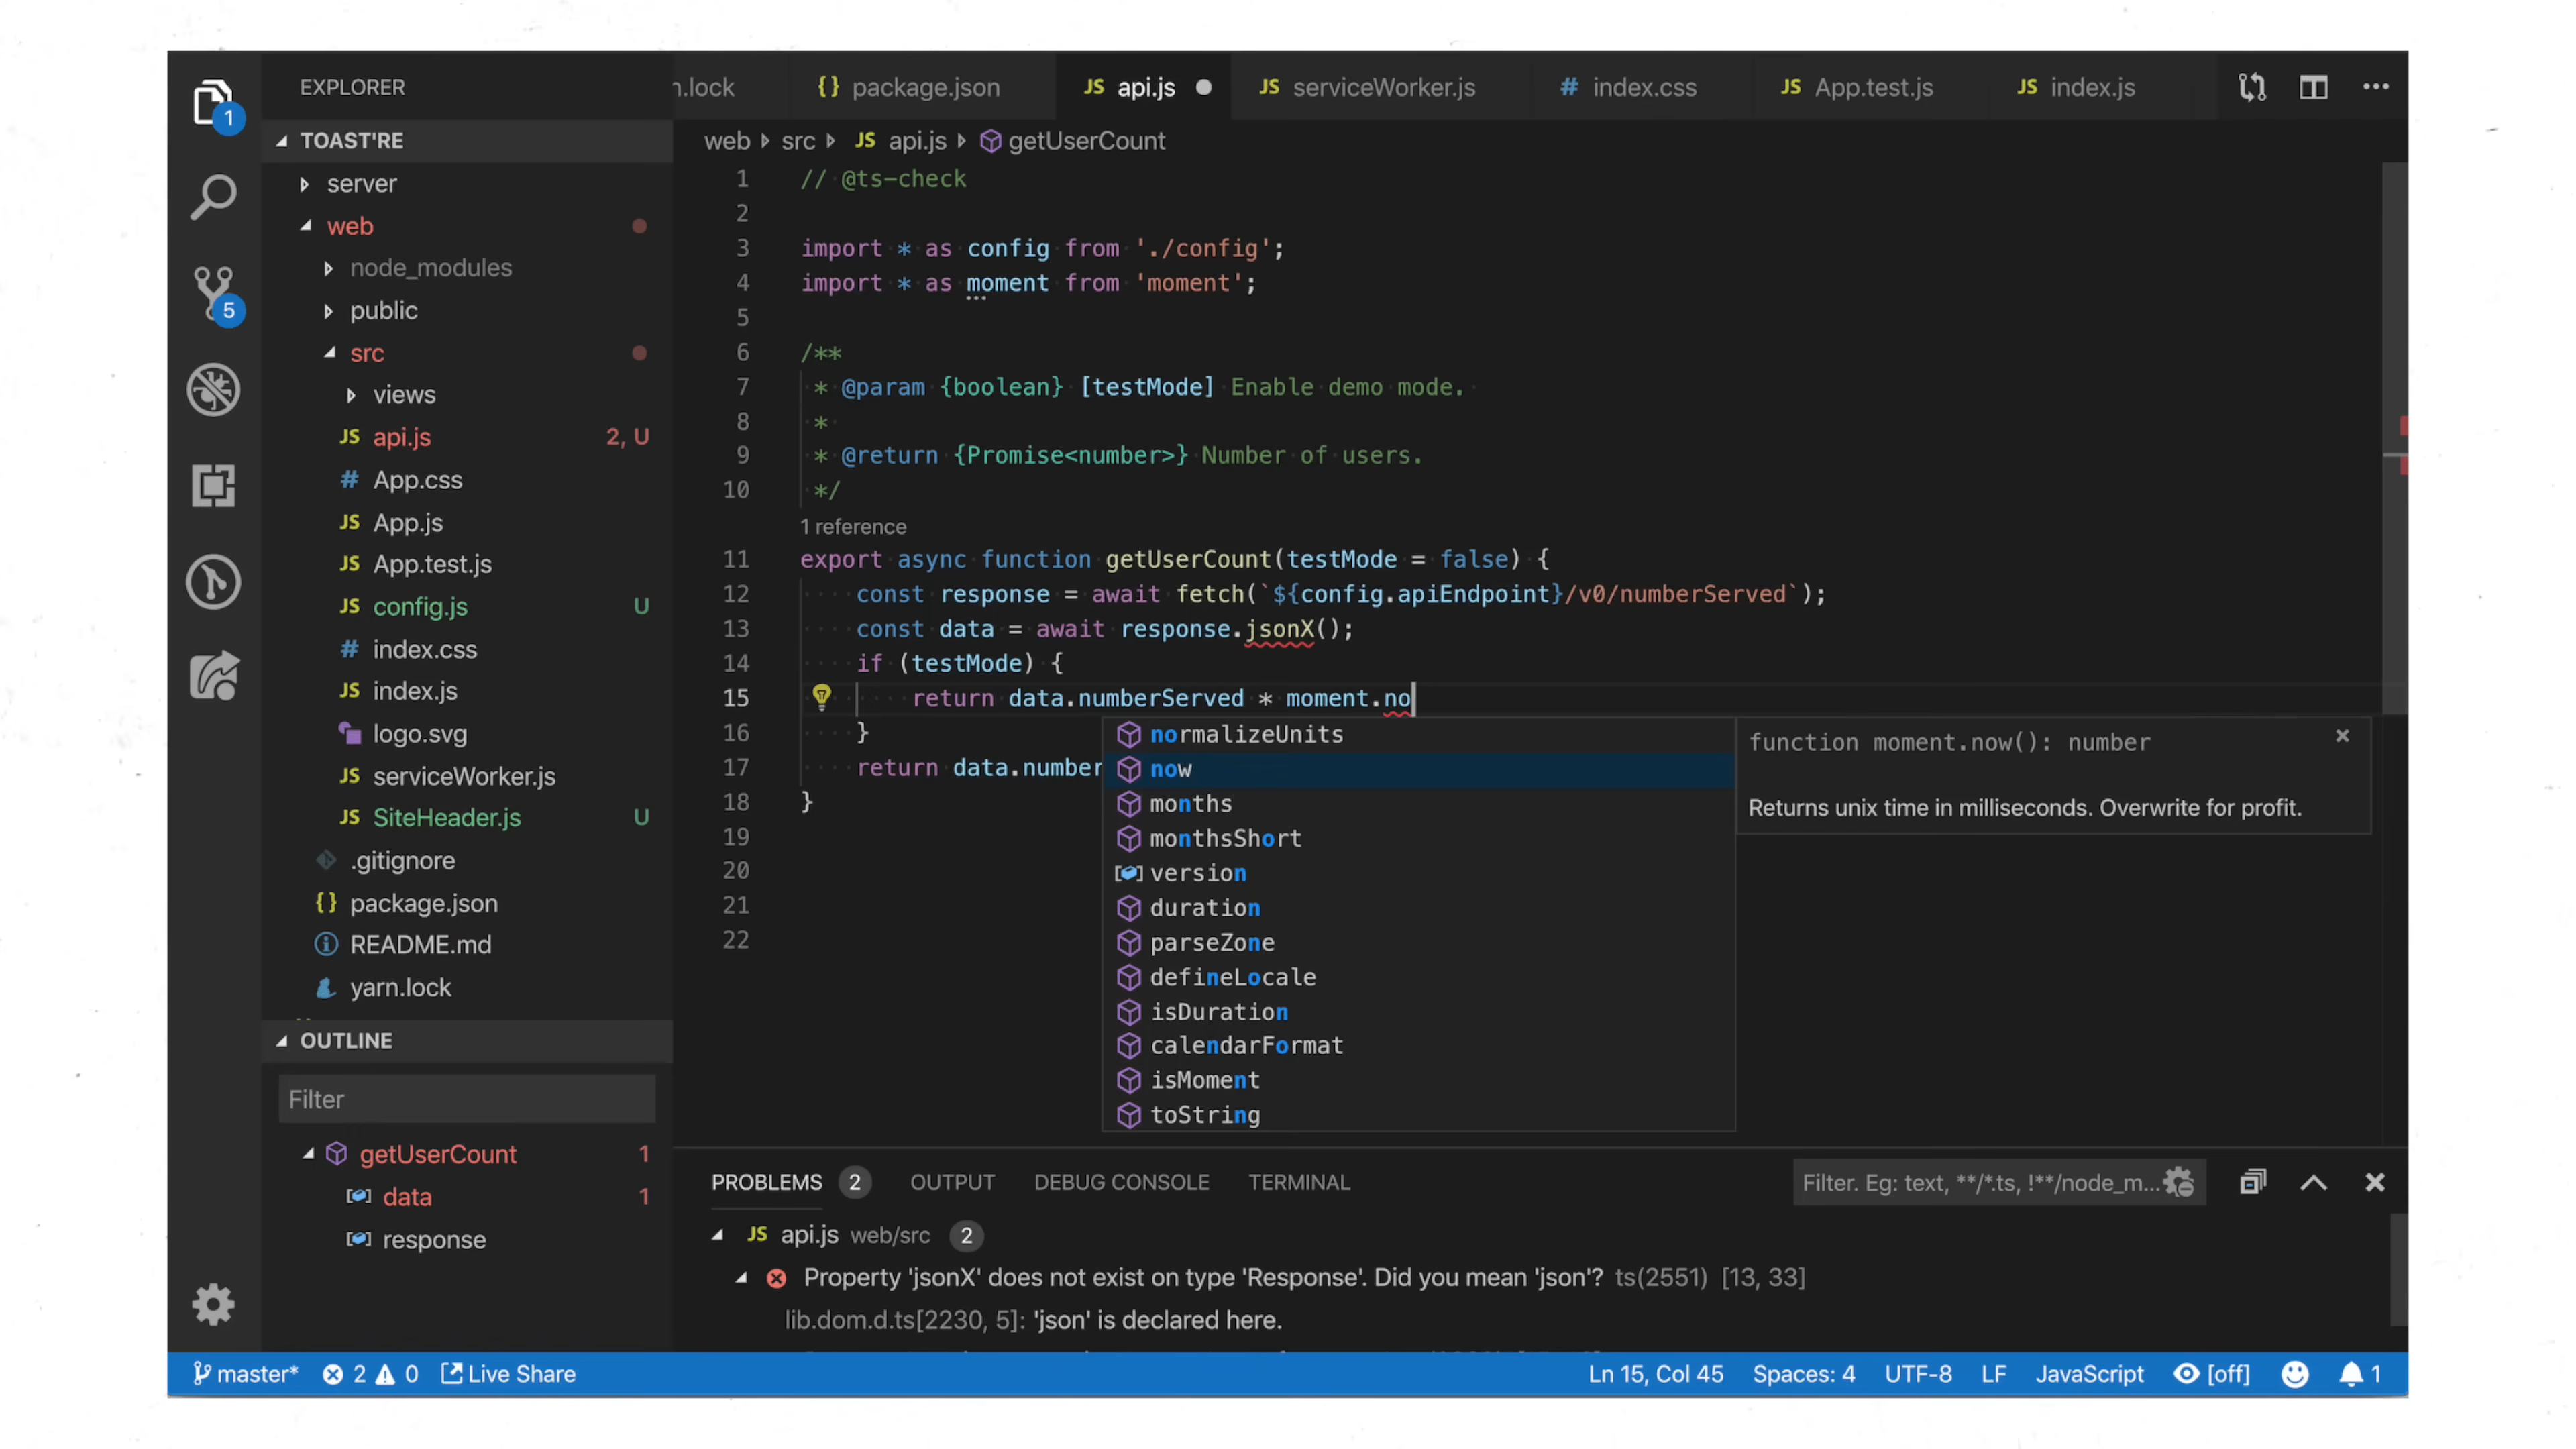 EXPLORER
n.lock
{} package.json
JS api.js
JS serviceWorker.js
# index.css
JS App.test.js
JS index.js
1
5
TOAST'RE
server
web
node_modules
public
src
views
JS api.js 2, U
# App.css
JS App.js
JS App.test.js
JS config.js U
# index.css
JS index.js
logo.svg
JS serviceWorker.js
JS SiteHeader.js U
.gitignore
{} package.json
README.md
yarn.lock
OUTLINE
Filter
getUserCount 1
data 1
response
web src JS api.js getUserCount
1 // @ts-check
2
3 import * as config from './config';
4 import * as moment from 'moment';
5
6 /**
7 * @param {boolean} [testMode] Enable demo mode.
8 *
9 * @return {Promise<number>} Number of users.
10 */
1 reference
11 export async function getUserCount(testMode = false) {
12 const response = await fetch(`${config.apiEndpoint}/v0/numberServed`);
13 const data = await response.jsonX();
14 if (testMode) {
15 return data.numberServed * moment.no
16 }
17 return data.number
18 }
19
20
21
22
normalizeUnits
now
months
monthsShort
version
duration
parseZone
defineLocale
isDuration
calendarFormat
isMoment
toString
function moment.now(): number
Returns unix time in milliseconds. Overwrite for profit.
PROBLEMS 2 OUTPUT DEBUG CONSOLE TERMINAL
Filter. Eg: text, **/*.ts, !**/node_m...
JS api.js web/src 2
Property 'jsonX' does not exist on type 'Response'. Did you mean 'json'? ts(2551) [13, 33]
lib.dom.d.ts[2230, 5]: 'json' is declared here.
master* 2 0 Live Share
Ln 15, Col 45 Spaces: 4 UTF-8 LF JavaScript [off] 1